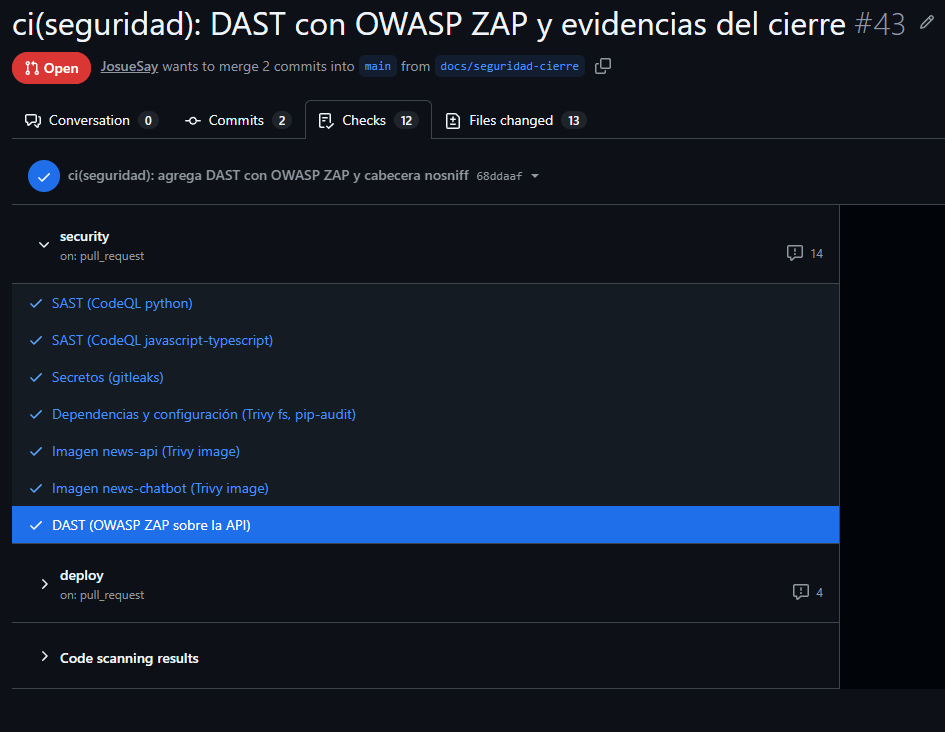 ci(seguridad): DAST con OWASP ZAP y evidencias del cierre #43
Open JosueSay wants to merge 2 commits into main from docs/seguridad-cierre
Conversation 0 Commits 2 Checks 12 Files changed 13
ci(seguridad): agrega DAST con OWASP ZAP y cabecera nosniff 68ddaaf
security
on: pull_request
14
SAST (CodeQL python)
SAST (CodeQL javascript-typescript)
Secretos (gitleaks)
Dependencias y configuración (Trivy fs, pip-audit)
Imagen news-api (Trivy image)
Imagen news-chatbot (Trivy image)
DAST (OWASP ZAP sobre la API)
deploy
on: pull_request
4
Code scanning results